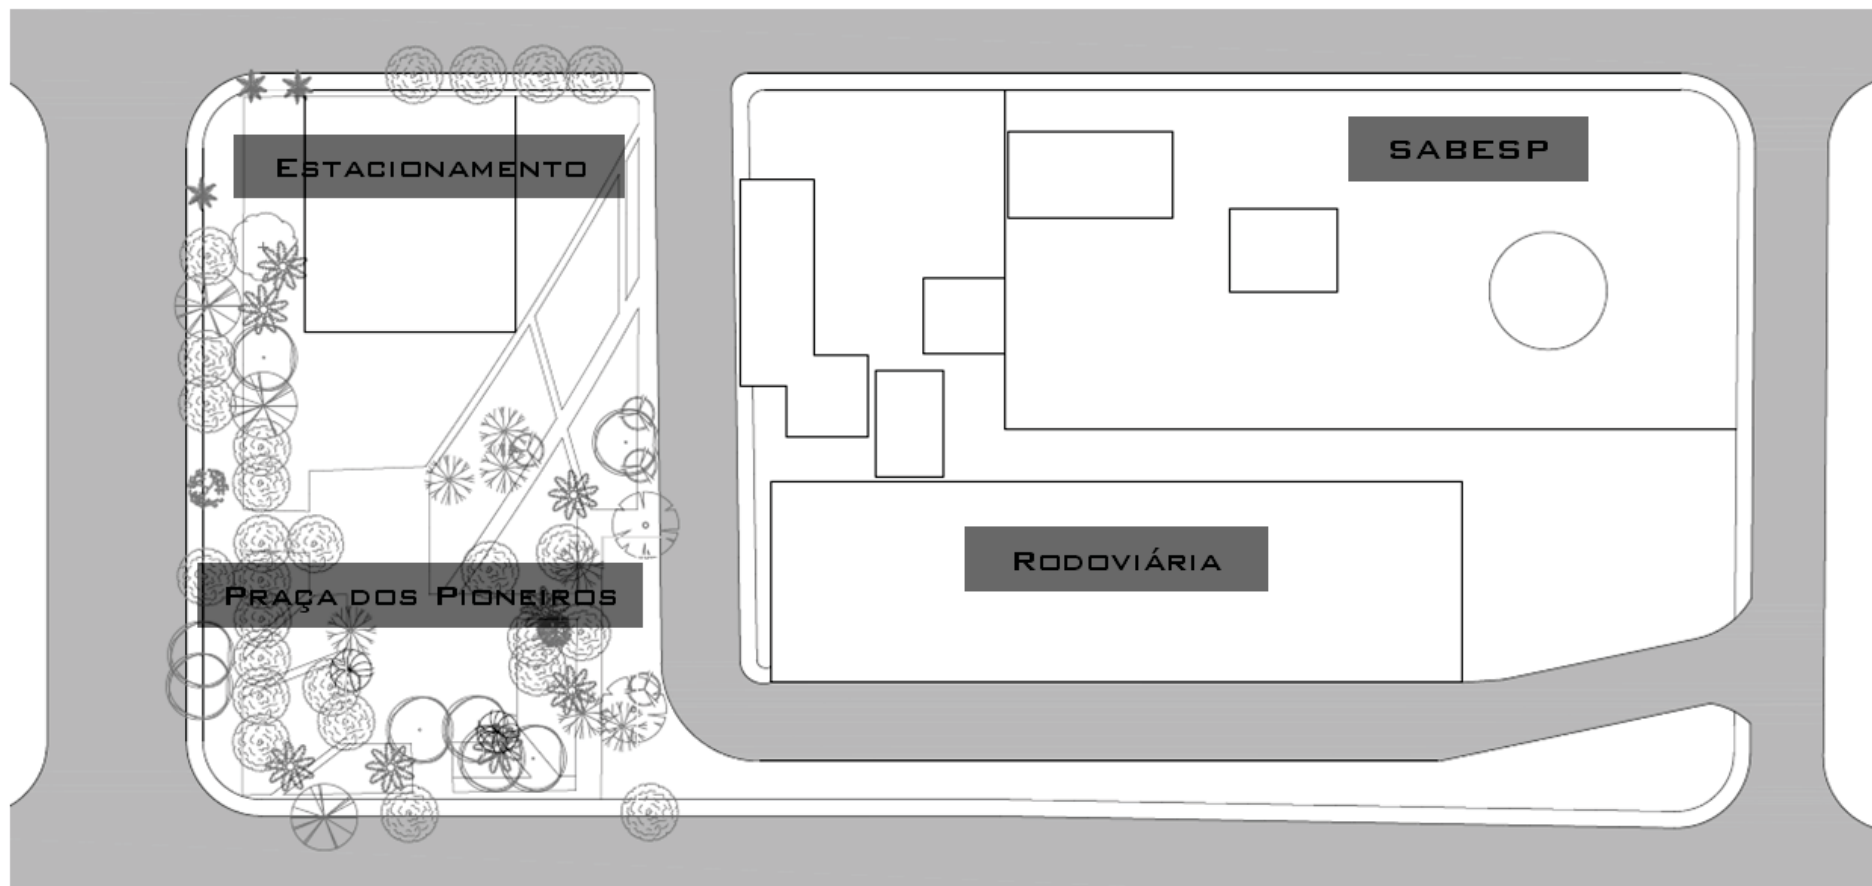 Estacionamento
SABESP
Rodoviária
Praça dos Pioneiros